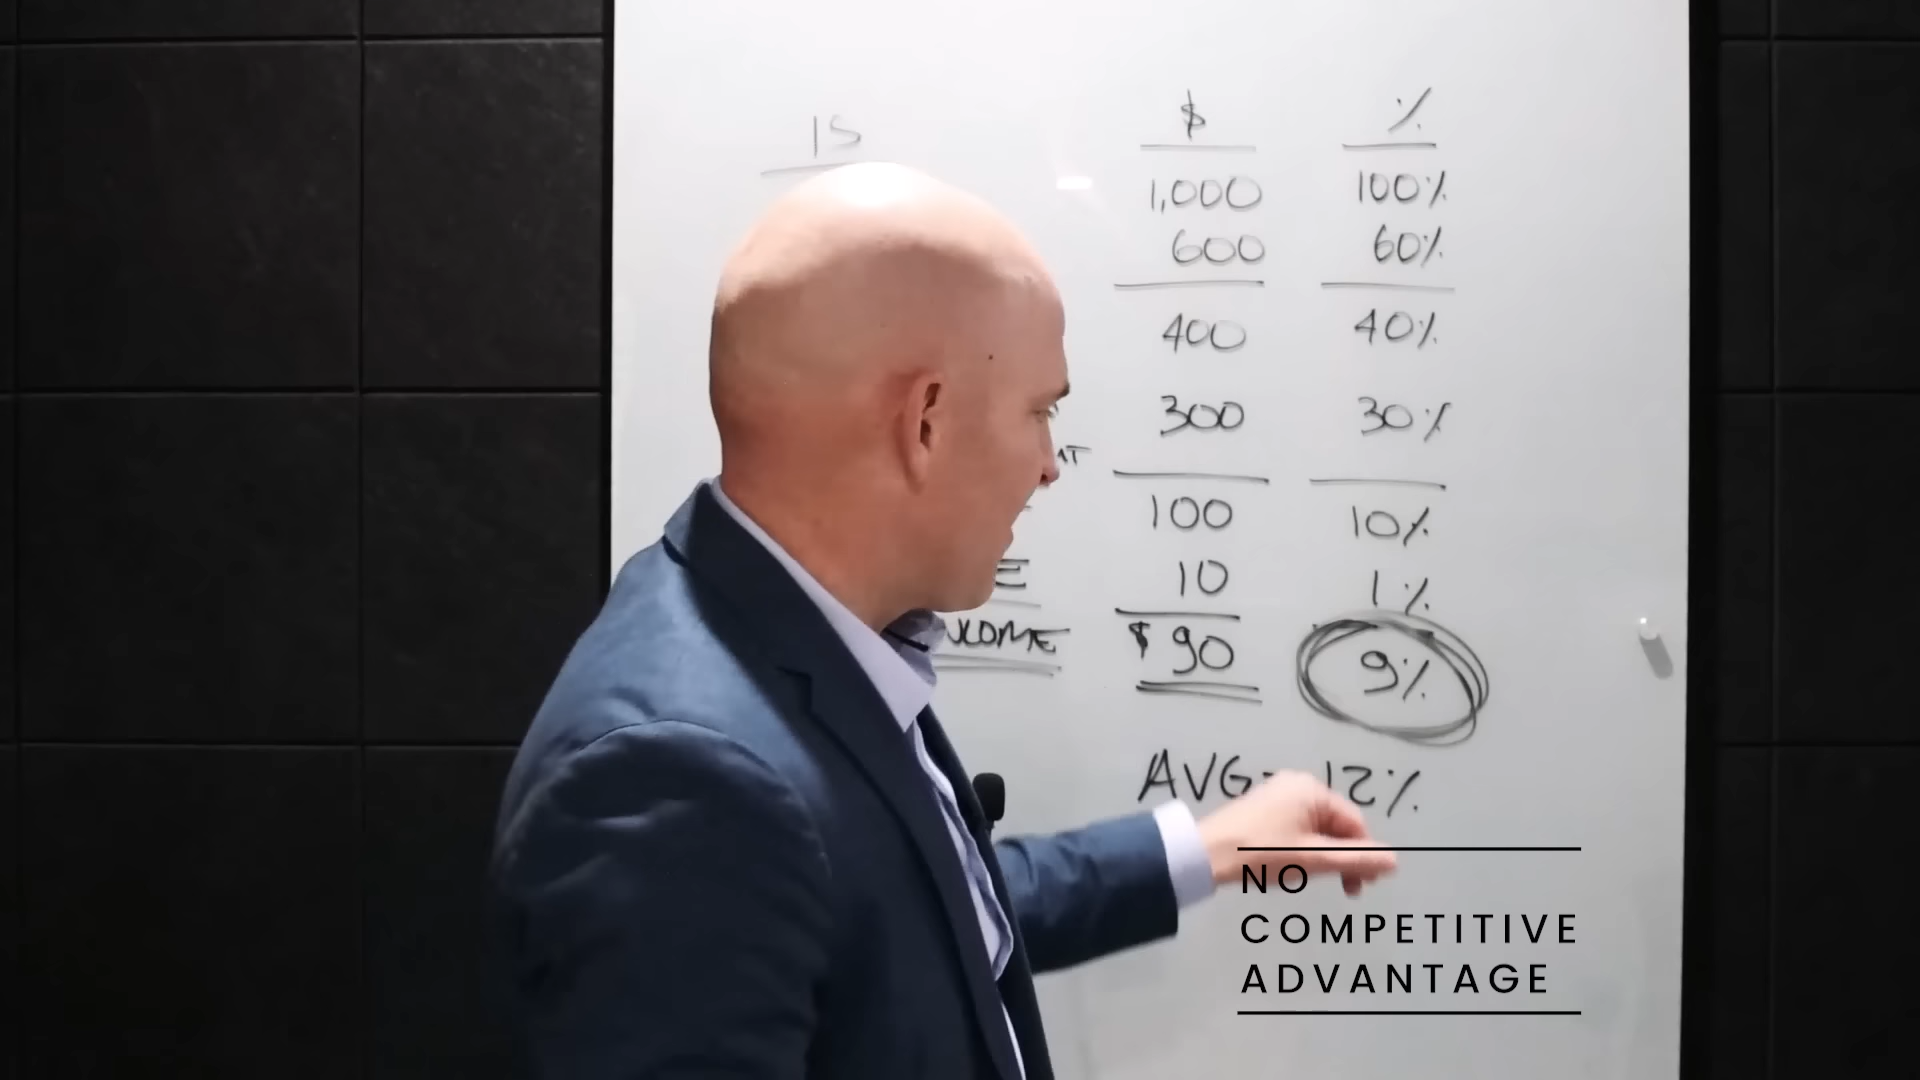 IS $ %
1,000 100%
600 60%
400 40%
300 30%
100 10%
10 1%
$90 9%
AVG 12%
NO
COMPETITIVE
ADVANTAGE